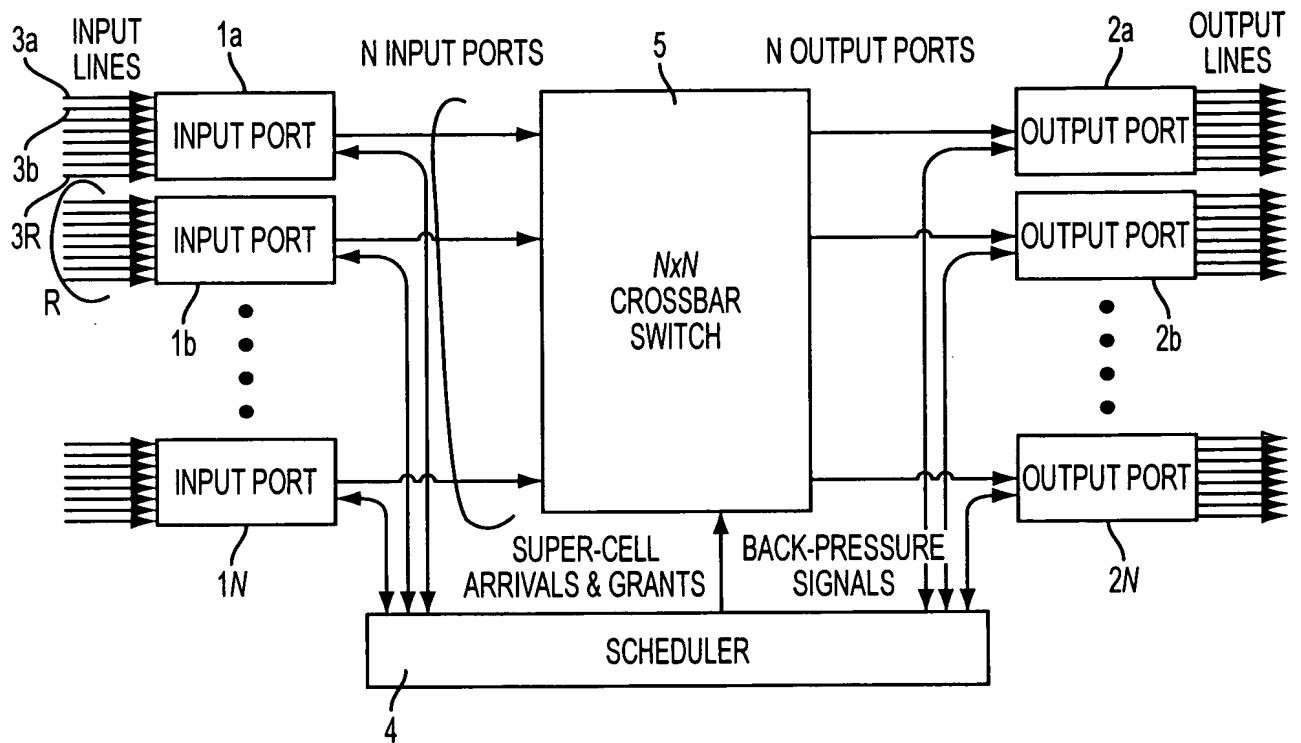 3a
INPUT
LINES
1a
N INPUT PORTS
5
N OUTPUT PORTS
2a
OUTPUT
LINES
INPUT PORT
OUTPUT PORT
3b
3R
INPUT PORT
OUTPUT PORT
R
1b
NxN
CROSSBAR
SWITCH
2b
INPUT PORT
OUTPUT PORT
1N
SUPER-CELL
ARRIVALS & GRANTS
BACK-PRESSURE
SIGNALS
2N
SCHEDULER
4